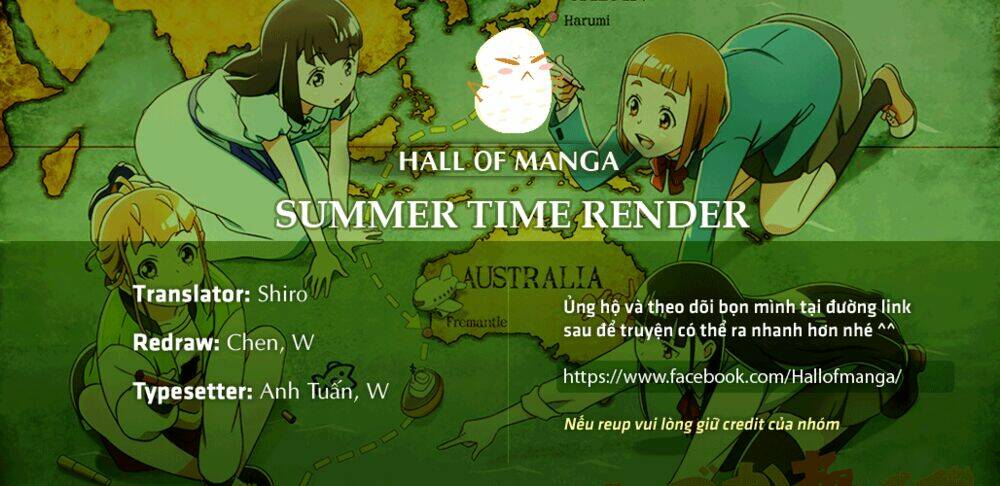 Harumi
HALL OF MANGA
SUMMER TIME RENDER
AUSTRALIA
Fremantle
Translator: Shiro
Redraw: Chen, W
Typesetter: Anh Tuấn, W
Ủng hộ và theo dõi bọn mình tại đường link
sau để truyện có thể ra nhanh hơn nhé ^^
https://www.facebook.com/Hallofmanga/
Nếu reup vui lòng giữ credit của nhóm